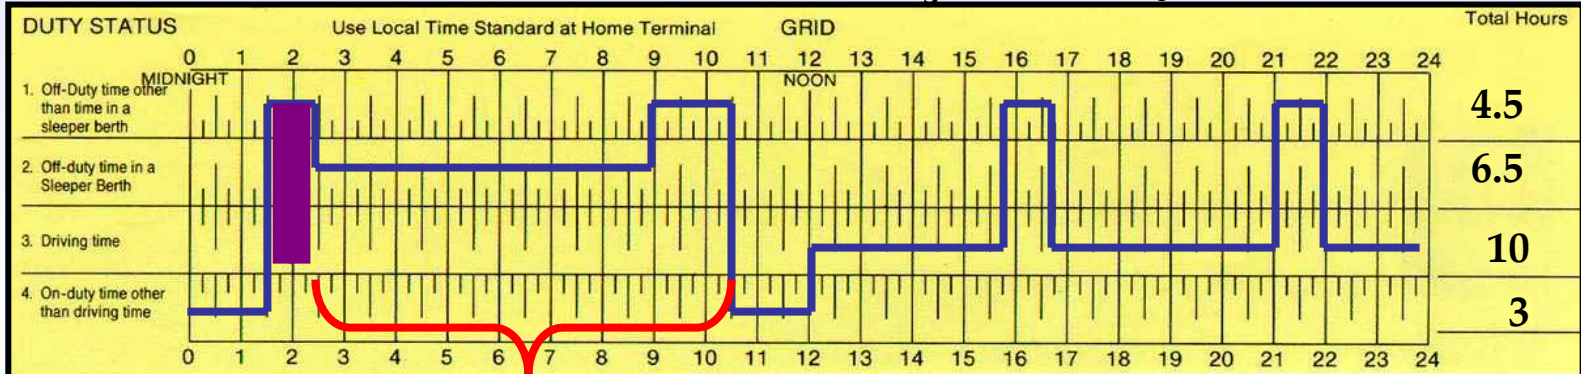 DUTY STATUS Use Local Time Standard at Home Terminal GRID Total Hours
0 1 2 3 4 5 6 7 8 9 10 11 12 13 14 15 16 17 18 19 20 21 22 23 24
MIDNIGHT NOON
1. Off-Duty time other
than time in a
sleeper berth
4.5
2. Off-duty time in a
Sleeper Berth
6.5
3. Driving time
10
4. On-duty time other
than driving time
3
0 1 2 3 4 5 6 7 8 9 10 11 12 13 14 15 16 17 18 19 20 21 22 23 24